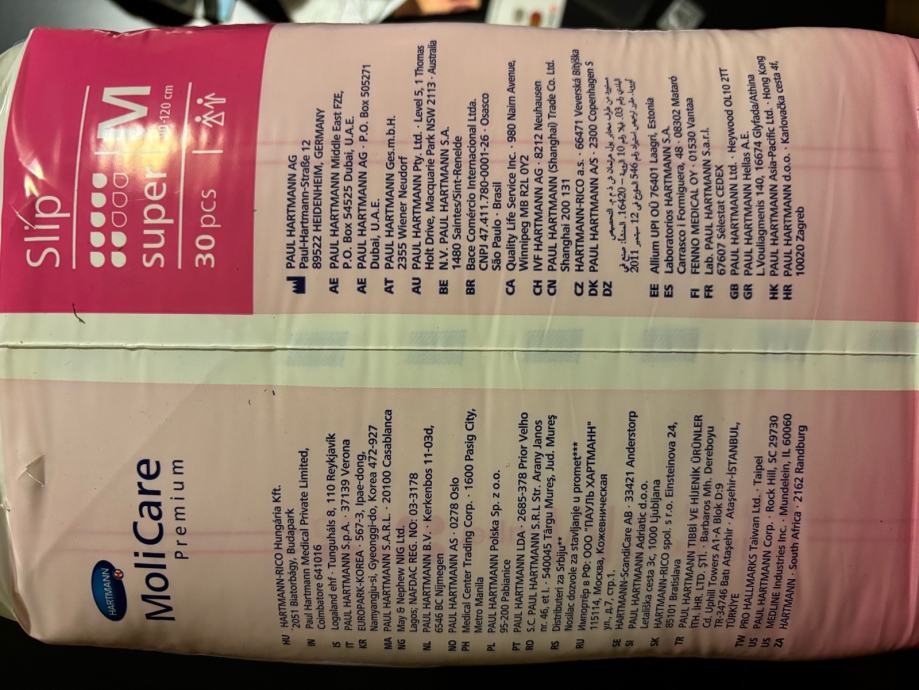 HARTMANN
MoliCare
Premium
HU HARTMANN-RICO Hungária Kft.
2051 Biatorbágy, Budapark
IN Paul Hartmann Medical Private Limited,
Coimbatore 641016
IS Logaland ehf · Tunguháls 8, 110 Reykjavik
IT PAUL HARTMANN S.p.A. · 37139 Verona
KR EUROPARK-KOREA · 567-3, Ipae-dong,
Namyangju-si, Gyeonggi-do, Korea 472-927
MA PAUL HARTMANN S.A.R.L. · 20100 Casablanca
NG May & Nephew NIG Ltd.
Lagos; NAFDAC REG. NO: 03-3178
NL PAUL HARTMANN B.V. · Kerkenbos 11-03d,
6546 BC Nijmegen
NO PAUL HARTMANN AS · 0278 Oslo
PH Medical Center Trading Corp. · 1600 Pasig City,
Metro Manila
PL PAUL HARTMANN Polska Sp. z o.o.
95-200 Pabianice
PT PAUL HARTMANN LDA · 2685-378 Prior Velho
RO S.C. PAUL HARTMANN S.R.L Str. Arany Janos
nr. 46, et.I. · 540045 Târgu Mureș, Jud. Mureș
RS Distributeri za Srbiju**
Nosilac dozvole za stavljanje u promet***
RU Импортёр в РФ: ООО "ПАУЛЬ ХАРТМАНН"
115114, Москва, Кожевническая
ул., д.7, стр.1.
SE HARTMANN-ScandiCare AB · 33421 Anderstorp
SI PAUL HARTMANN Adriatic d.o.o.
Letališka cesta 3c, 1000 Ljubljana
SK HARTMANN-RICO spol. s r.o. Einsteinova 24,
85101 Bratislava
TR PAUL HARTMANN TIBBİ VE HİJENİK ÜRÜNLER
İTH. İHR. LTD. ŞTİ. · Barbaros Mh. Dereboyu
Cd. Uphill Towers A1-A Blok D:9
TR-34746 Batı Ataşehir · Ataşehir-İSTANBUL,
TÜRKİYE
TW PRO HALLMARKS Taiwan Ltd. · Taipei
US PAUL HARTMANN Corp. · Rock Hill, SC 29730
US MEDLINE Industries Inc. · Mundelein, IL 60060
ZA HARTMANN · South Africa · 2162 Randburg
Slip
super
M
-120 cm
30 pcs
PAUL HARTMANN AG
Paul-Hartmann-Straße 12
89522 HEIDENHEIM, GERMANY
AE PAUL HARTMANN Middle East FZE,
P.O. Box 54525 Dubai, U.A.E.
AE PAUL HARTMANN AG · P.O. Box 505271
Dubai, U.A.E.
AT PAUL HARTMANN Ges.m.b.H.
2355 Wiener Neudorf
AU PAUL HARTMANN Pty. Ltd. · Level 5, 1 Thomas
Holt Drive, Macquarie Park NSW 2113 · Australia
BE N.V. PAUL HARTMANN S.A.
1480 Saintes/Sint-Renelde
BR Bace Comércio Internacional Ltda.
CNPJ 47.411.780-0001-26 · Osasco
São Paulo · Brasil
CA Quality Life Service Inc. · 980 Nairn Avenue,
Winnipeg MB R2L 0Y2
CH IVF HARTMANN AG · 8212 Neuhausen
CN PAUL HARTMANN (Shanghai) Trade Co. Ltd.
Shanghai 200 131
CZ HARTMANN-RICO a.s. · 66471 Veverská Bítýška
DK PAUL HARTMANN A/S · 2300 Copenhagen S
DZ
EE Allium UPI OÜ 76401 Laagri, Estonia
ES Laboratorios HARTMANN S.A.
Carrasco i Formiguera, 48 · 08302 Mataró
FI FENNO MEDICAL OY · 01530 Vantaa
FR Lab. PAUL HARTMANN S.a.r.l.
67607 Sélestat CEDEX
GB PAUL HARTMANN Ltd. · Heywood OL10 2TT
GR PAUL HARTMANN Hellas A.E.
L.Vouliagmenis 140, 16674 Glyfada/Athina
HK PAUL HARTMANN Asia-Pacific Ltd. · Hong Kong
HR PAUL HARTMANN d.o.o. · Karlovačka cesta 4f,
10020 Zagreb